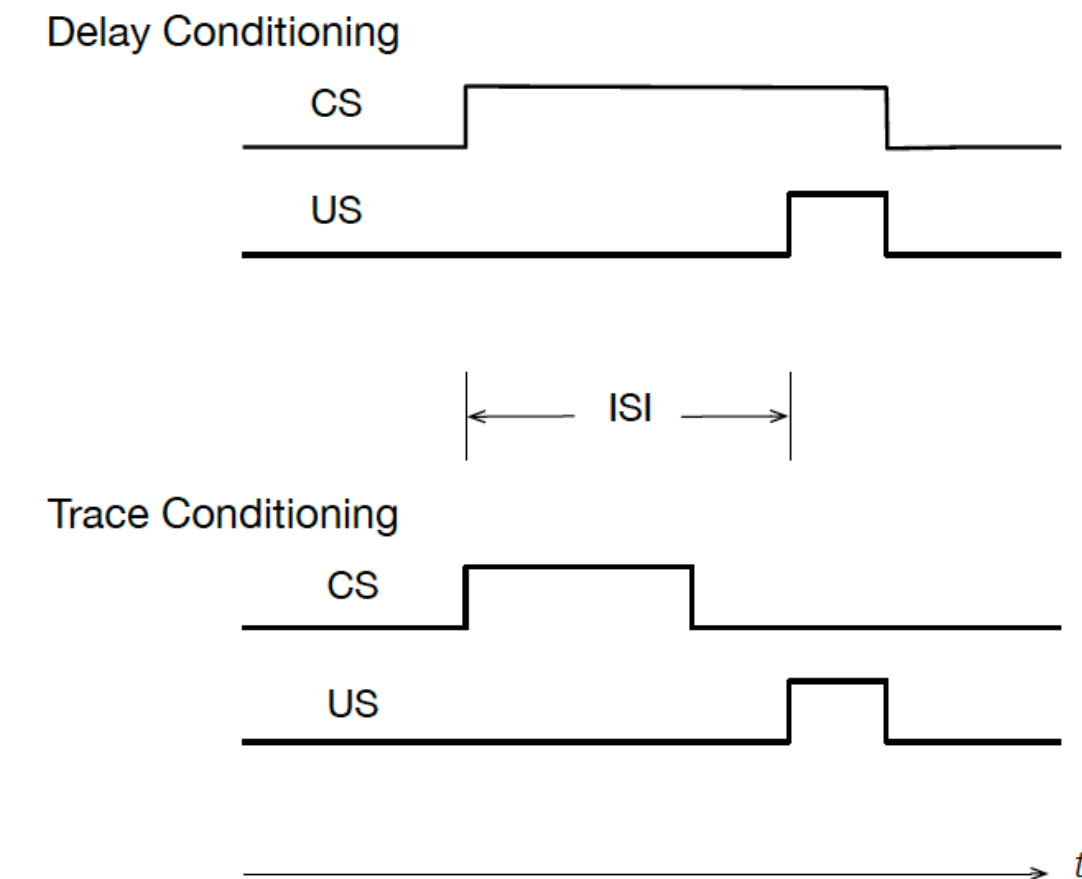 Delay Conditioning
CS
US
ISI
Trace Conditioning
CS
US
t